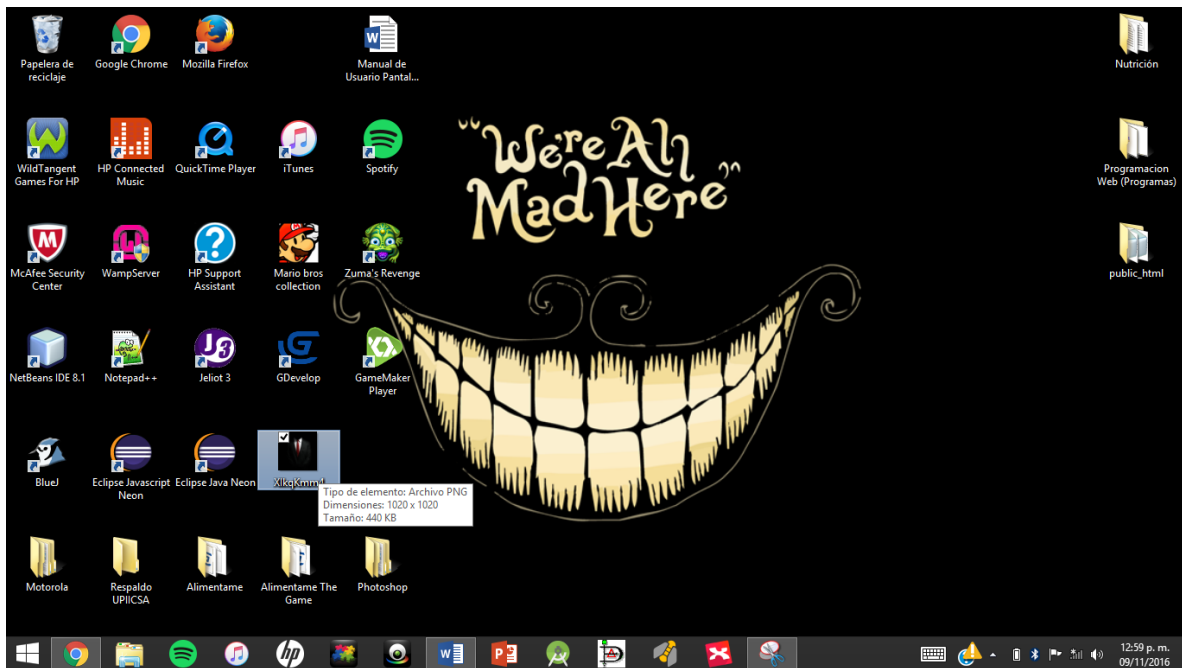 Papelera de
reciclaje
Google Chrome
Mozilla Firefox
Manual de
Usuario Pantal...
Nutrición
WildTangent
Games For HP
HP Connected
Music
QuickTime Player
iTunes
Spotify
Programacion
Web (Programas)
"We're All
Mad Here"
McAfee Security
Center
WampServer
HP Support
Assistant
Mario bros
collection
Zuma's Revenge
public_html
NetBeans IDE 8.1
Notepad++
Jeliot 3
GDevelop
GameMaker
Player
BlueJ
Eclipse Javascript
Neon
Eclipse Java Neon
Tipo de elemento: Archivo PNG
Dimensiones: 1020 x 1020
Tamaño: 440 KB
Motorola
Respaldo
UPIICSA
Alimentame
Alimentame The
Game
Photoshop
12:59 p. m.
09/11/2016